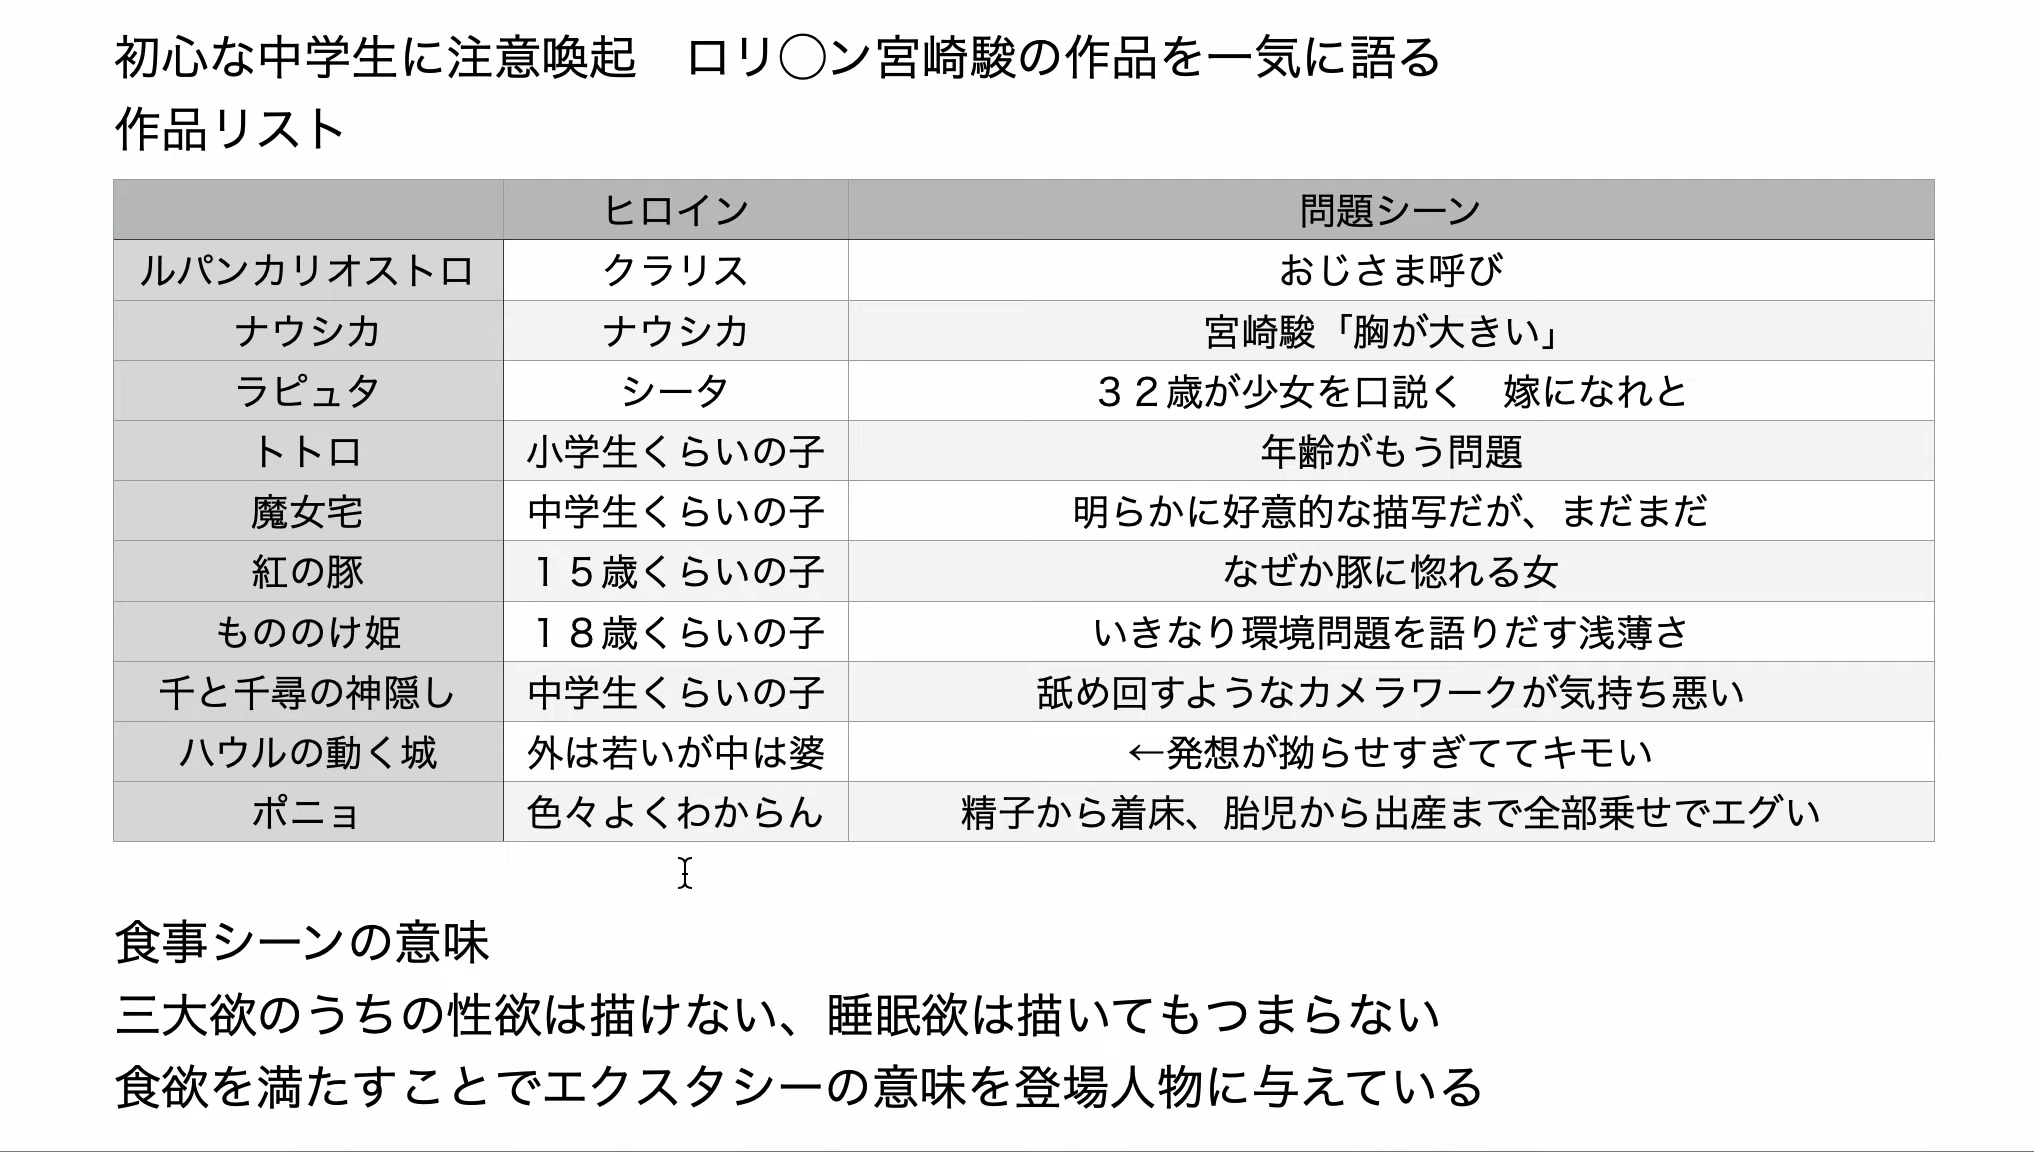 初心な中学生に注意喚起　ロリ◯ン宮崎駿の作品を一気に語る
作品リスト
ヒロイン 問題シーン
ルパンカリオストロ クラリス おじさま呼び
ナウシカ ナウシカ 宮崎駿「胸が大きい」
ラピュタ シータ ３２歳が少女を口説く　嫁になれと
トトロ 小学生くらいの子 年齢がもう問題
魔女宅 中学生くらいの子 明らかに好意的な描写だが、まだまだ
紅の豚 １５歳くらいの子 なぜか豚に惚れる女
もののけ姫 １８歳くらいの子 いきなり環境問題を語りだす浅薄さ
千と千尋の神隠し 中学生くらいの子 舐め回すようなカメラワークが気持ち悪い
ハウルの動く城 外は若いが中は婆 ←発想が拗らせすぎててキモい
ポニョ 色々よくわからん 精子から着床、胎児から出産まで全部乗せでエグい
食事シーンの意味
三大欲のうちの性欲は描けない、睡眠欲は描いてもつまらない
食欲を満たすことでエクスタシーの意味を登場人物に与えている